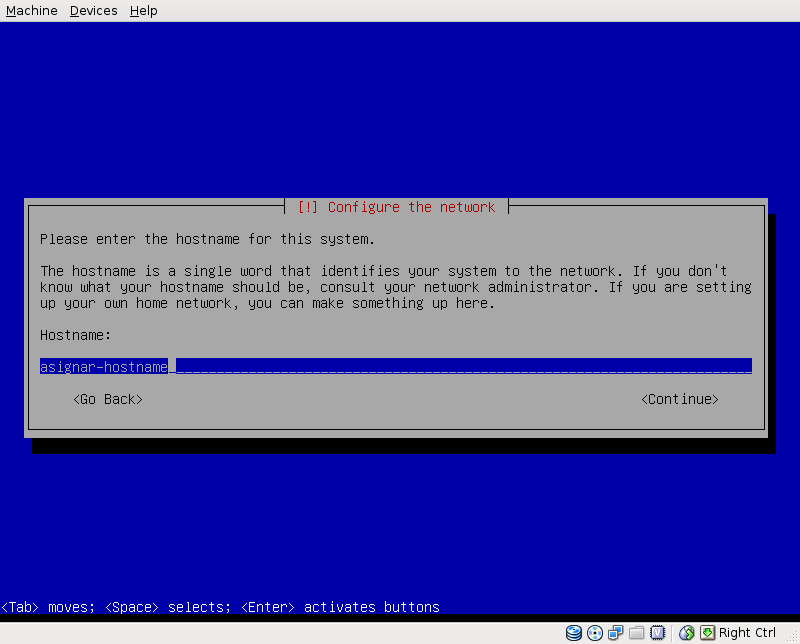 Machine Devices Help
[!] Configure the network
Please enter the hostname for this system.
The hostname is a single word that identifies your system to the network. If you don't
know what your hostname should be, consult your network administrator. If you are setting
up your own home network, you can make something up here.
Hostname:
asignar-hostname
<Go Back> <Continue>
<Tab> moves; <Space> selects; <Enter> activates buttons
Right Ctrl